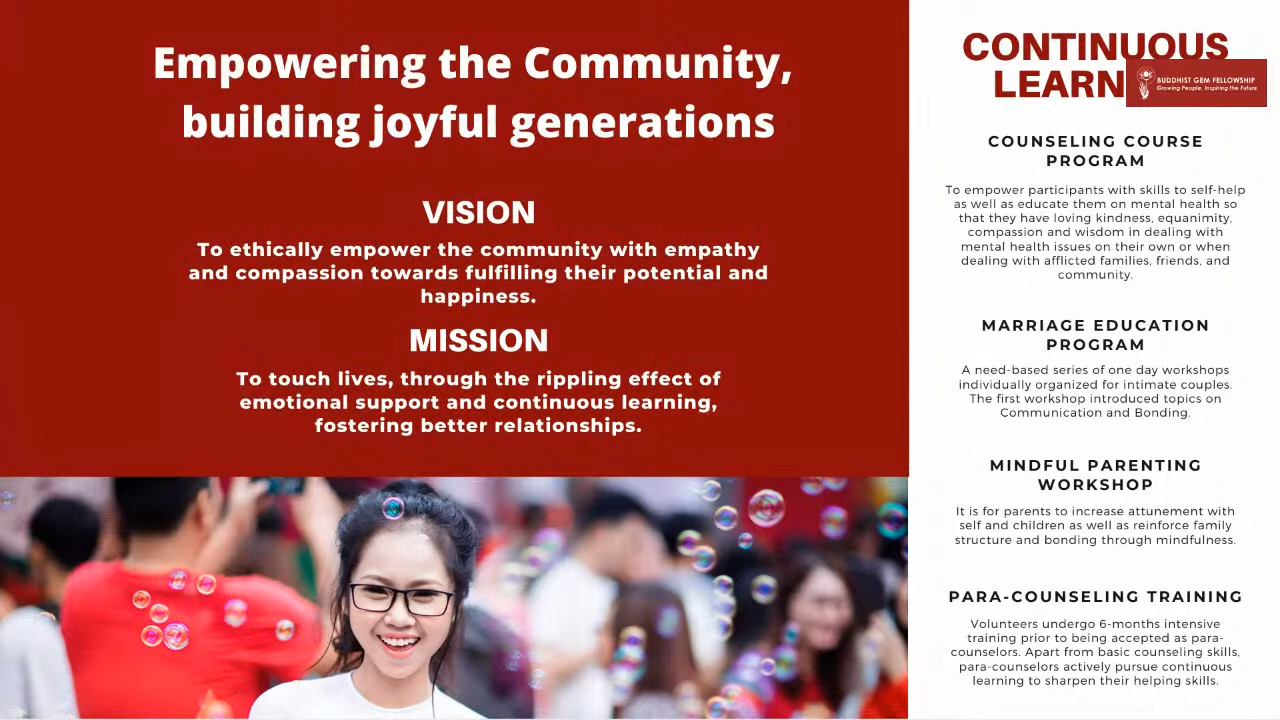 Empowering the Community,
building joyful generations
VISION
To ethically empower the community with empathy
and compassion towards fulfilling their potential and
happiness.
MISSION
To touch lives, through the rippling effect of
emotional support and continuous learning,
fostering better relationships.
CONTINUOUS
LEARN
BUDDHIST GEM FELLOWSHIP
Growing People, Inspiring the Future
COUNSELING COURSE
PROGRAM
To empower participants with skills to self-help
as well as educate them on mental health so
that they have loving kindness, equanimity,
compassion and wisdom in dealing with
mental health issues on their own or when
dealing with afflicted families, friends, and
community.
MARRIAGE EDUCATION
PROGRAM
A need-based series of one day workshops
individually organized for intimate couples.
The first workshop introduced topics on
Communication and Bonding.
MINDFUL PARENTING
WORKSHOP
It is for parents to increase attunement with
self and children as well as reinforce family
structure and bonding through mindfulness.
PARA-COUNSELING TRAINING
Volunteers undergo 6-months intensive
training prior to being accepted as para-
counselors. Apart from basic counseling skills,
para-counselors actively pursue continuous
learning to sharpen their helping skills.